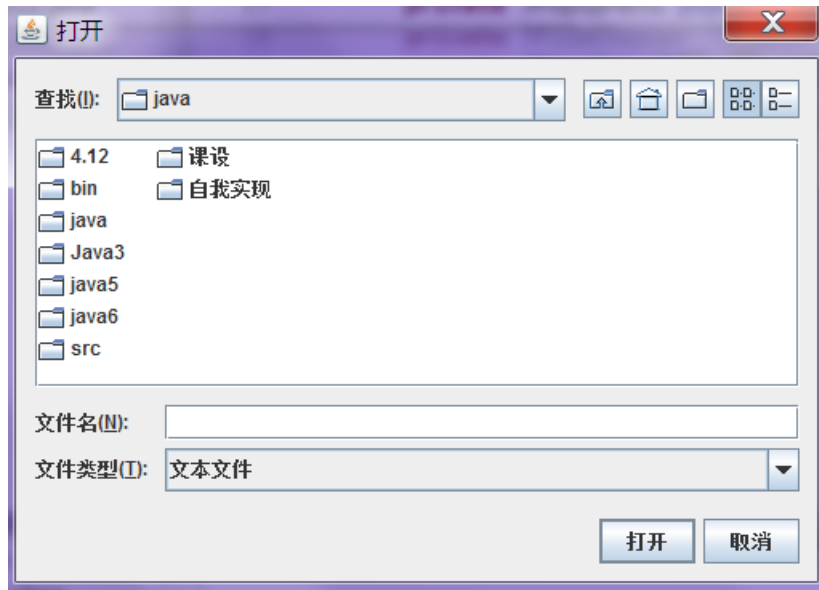 打开
查找(I): java
4.12 课设
bin 自我实现
java
Java3
java5
java6
src
文件名(N):
文件类型(T): 文本文件
打开 取消